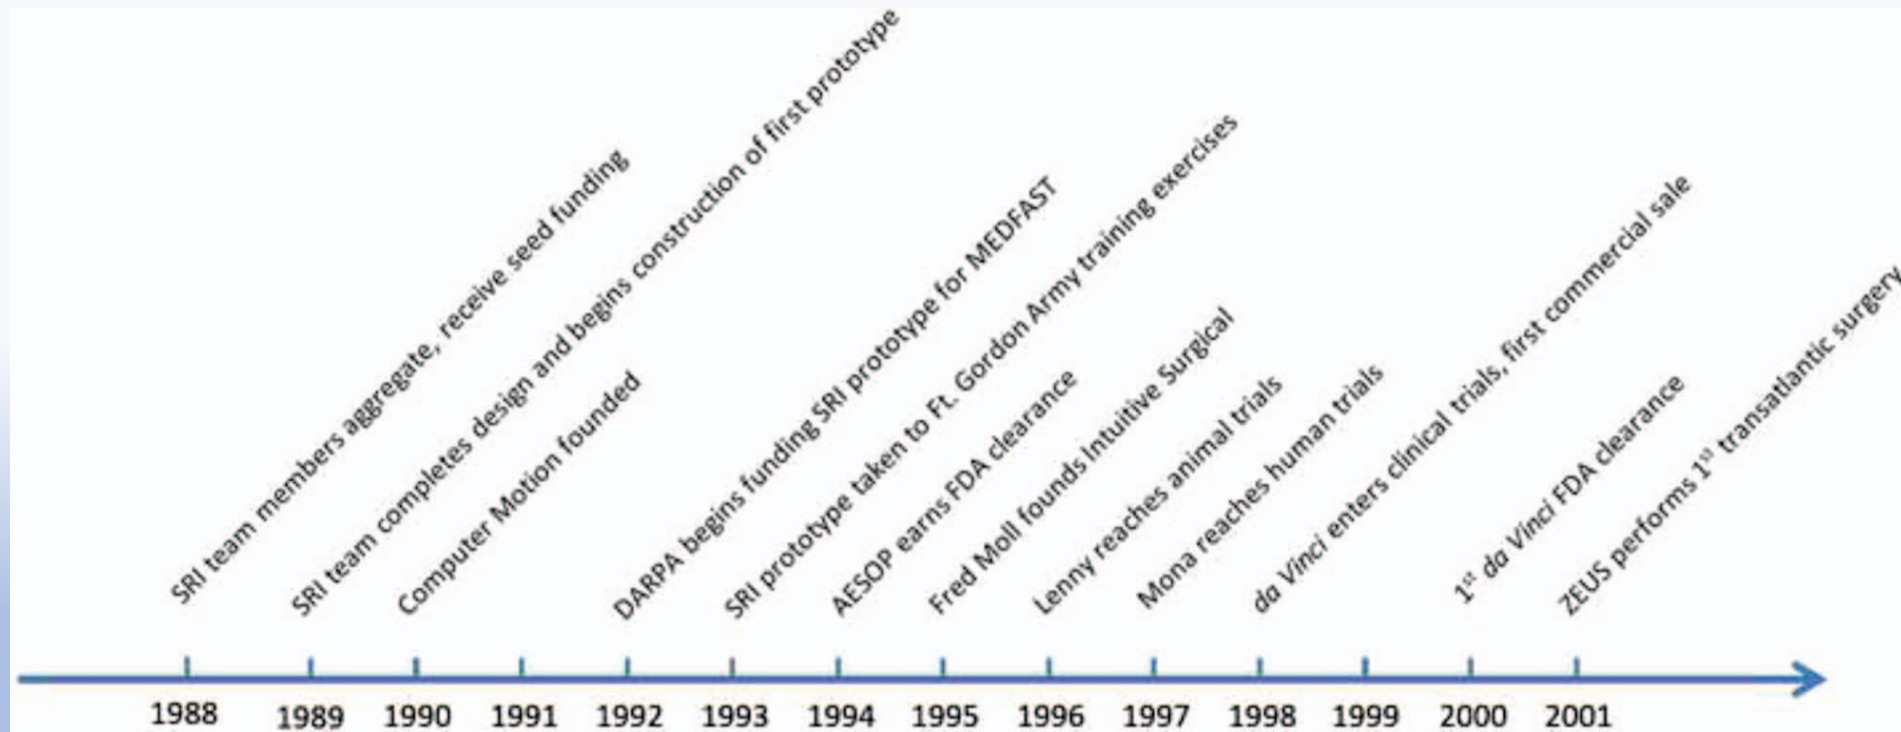 SRI team members aggregate, receive seed funding
SRI team completes design and begins construction of first prototype
Computer Motion founded
DARPA begins funding SRI prototype for MEDFAST
SRI prototype taken to Ft. Gordon Army training exercises
AESOP earns FDA clearance
Fred Moll founds Intuitive Surgical
Lenny reaches animal trials
Mona reaches human trials
da Vinci enters clinical trials, first commercial sale
1st da Vinci FDA clearance
ZEUS performs 1st transatlantic surgery
1988 1989 1990 1991 1992 1993 1994 1995 1996 1997 1998 1999 2000 2001